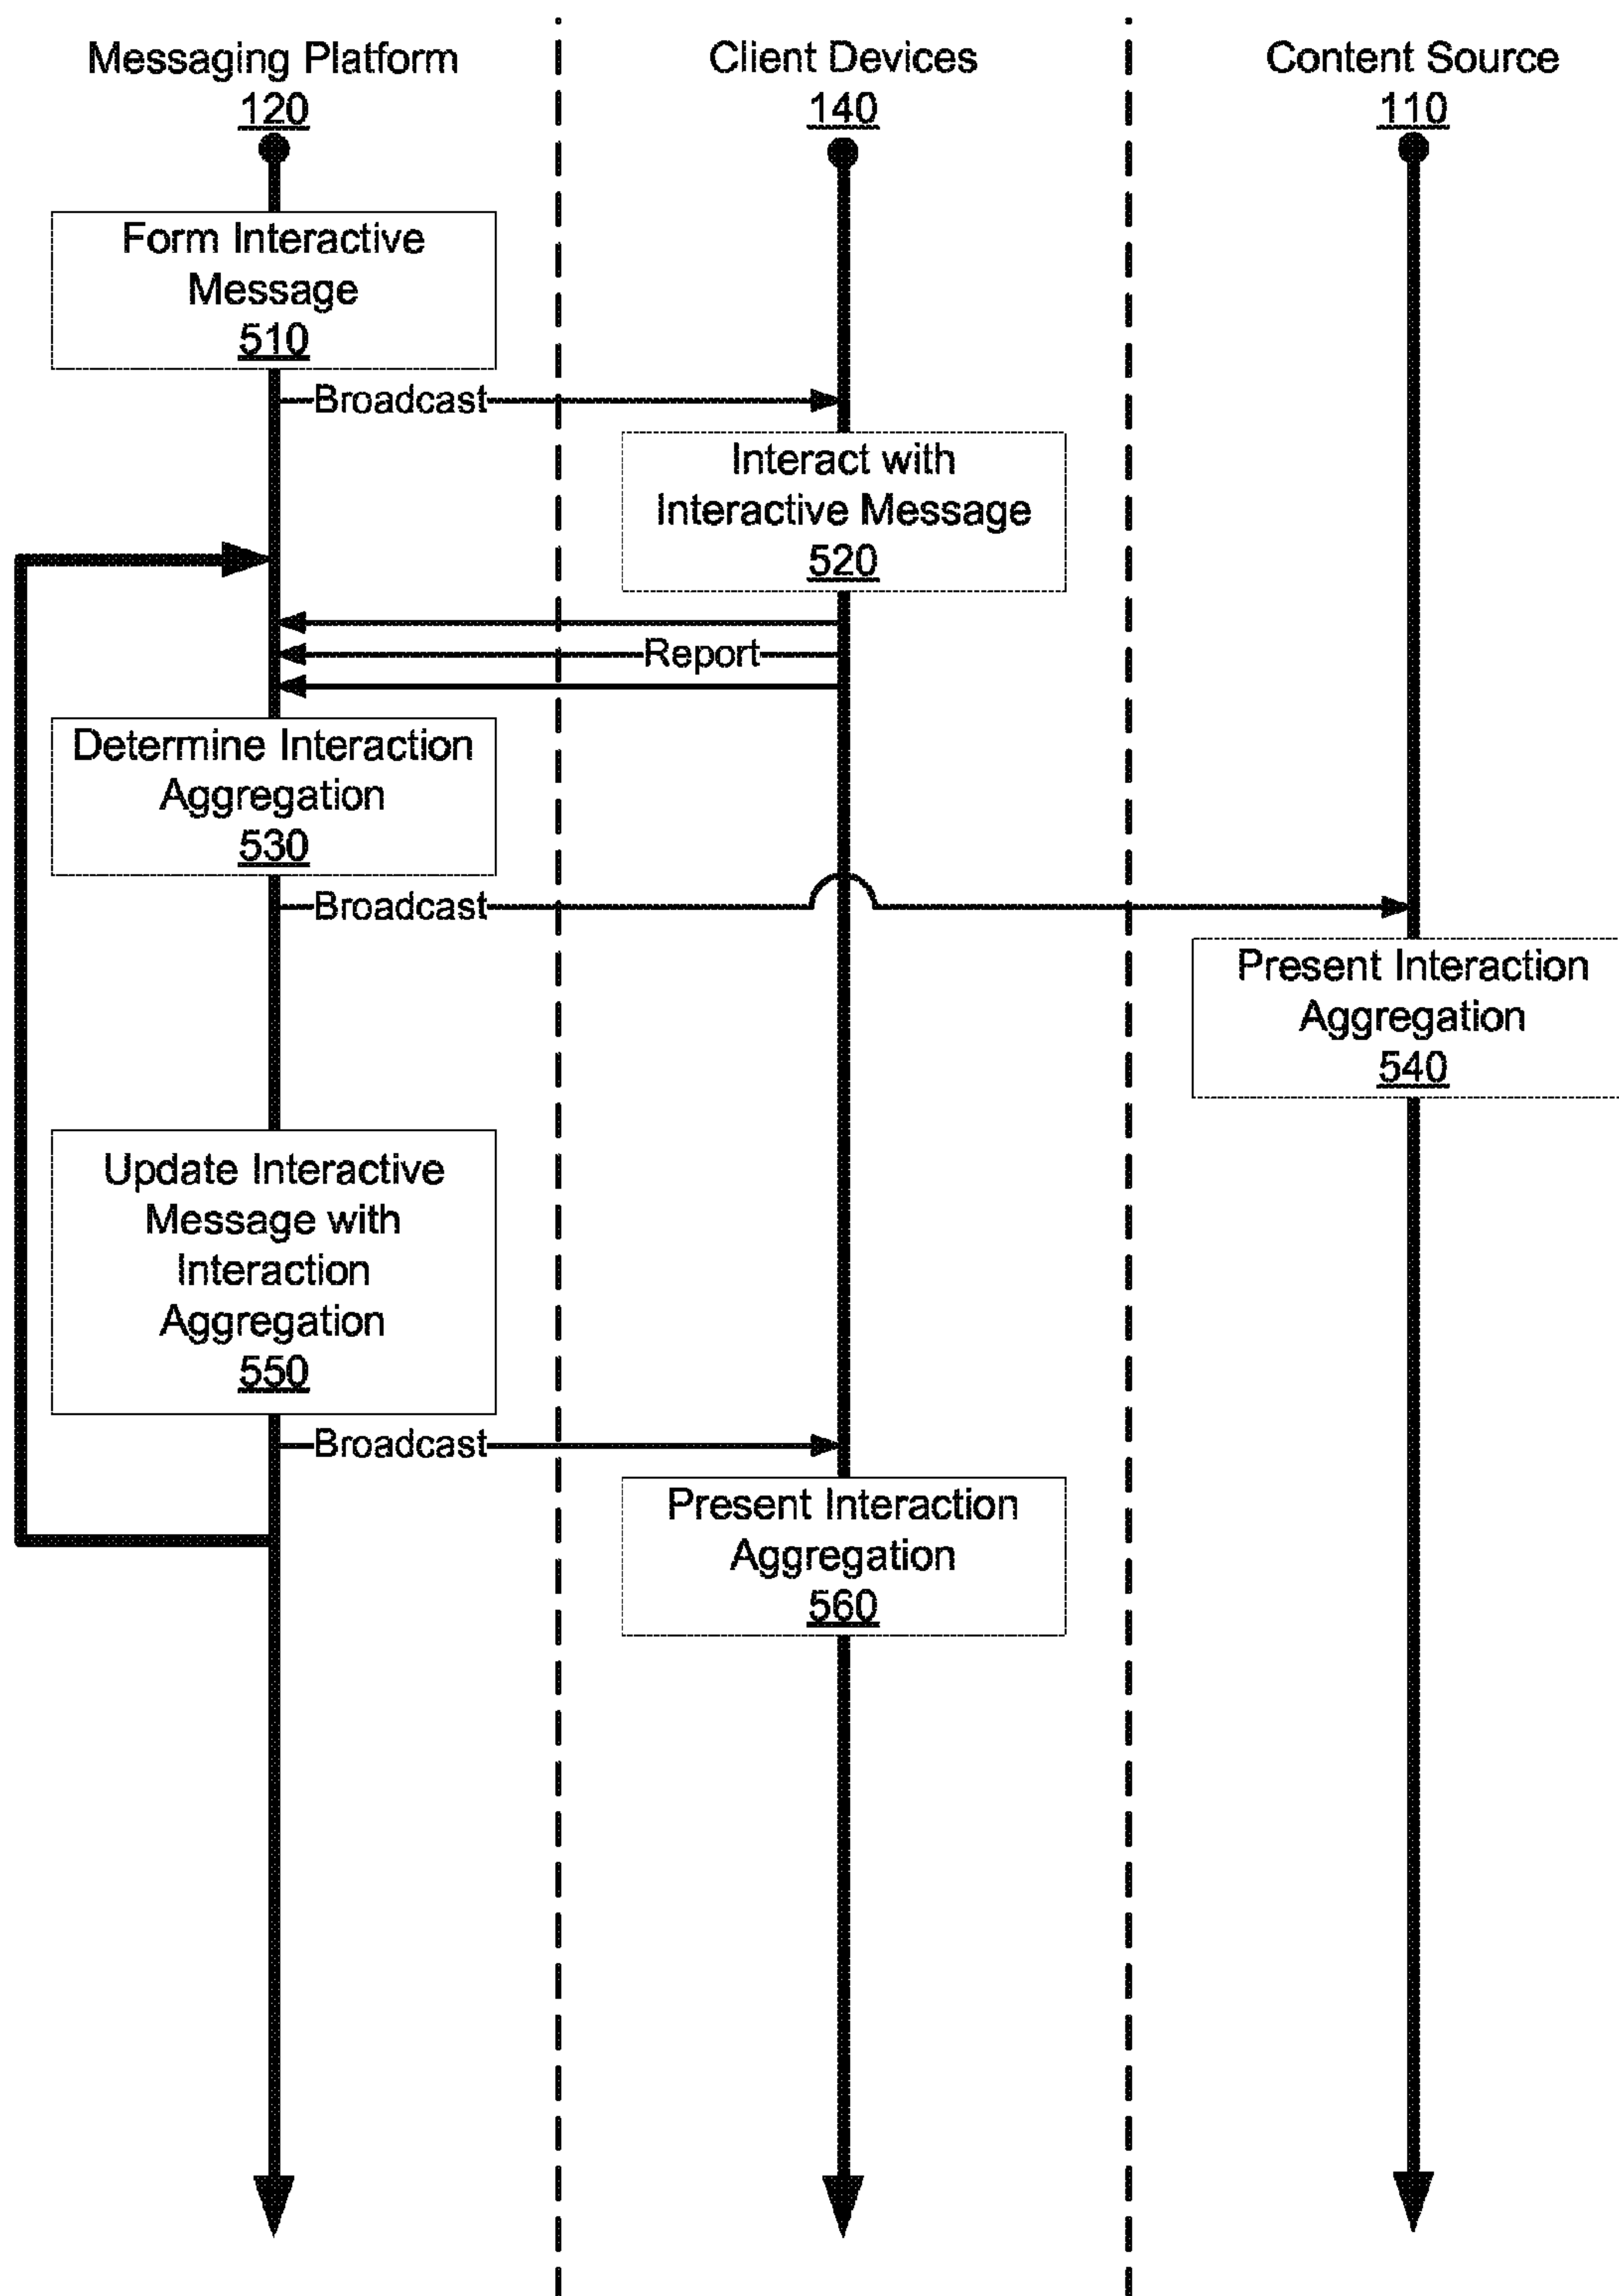 Messaging Platform
120
Client Devices
140
Content Source
110
Form Interactive
Message
510
Broadcast
Interact with
Interactive Message
520
Report
Determine Interaction
Aggregation
530
Broadcast
Present Interaction
Aggregation
540
Update Interactive
Message with
Interaction
Aggregation
550
Broadcast
Present Interaction
Aggregation
560